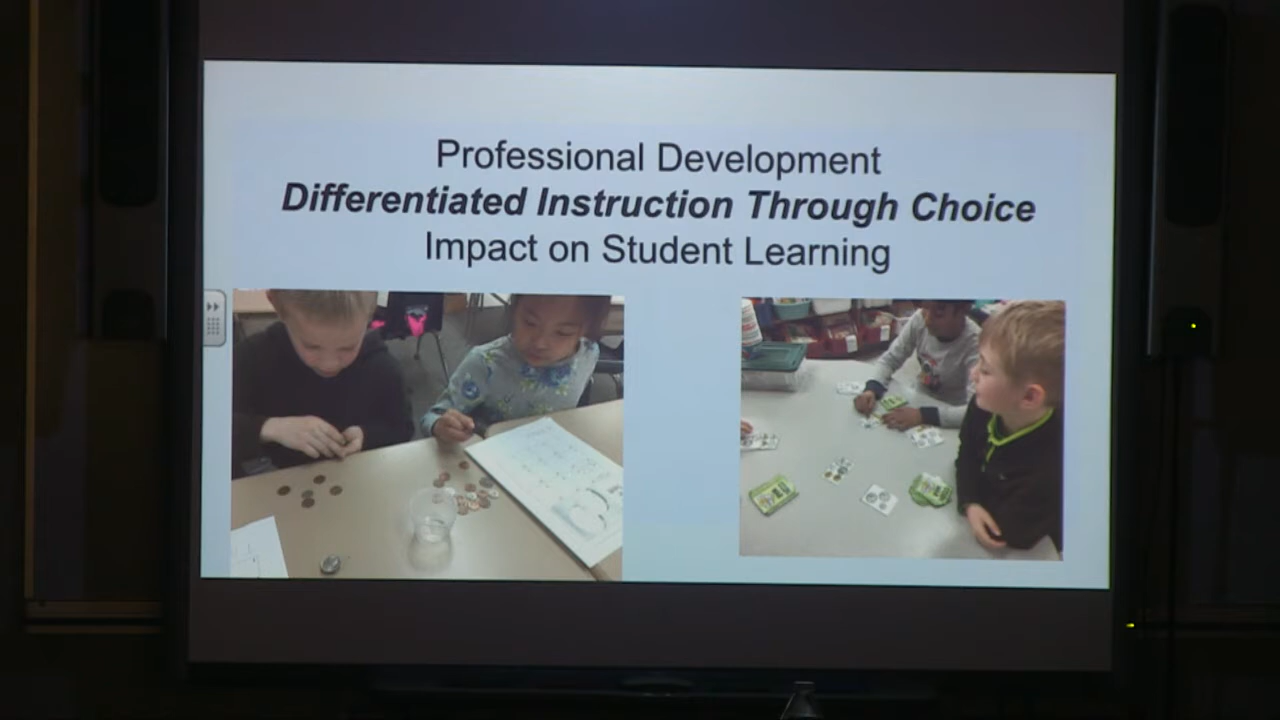 Professional Development
Differentiated Instruction Through Choice
Impact on Student Learning